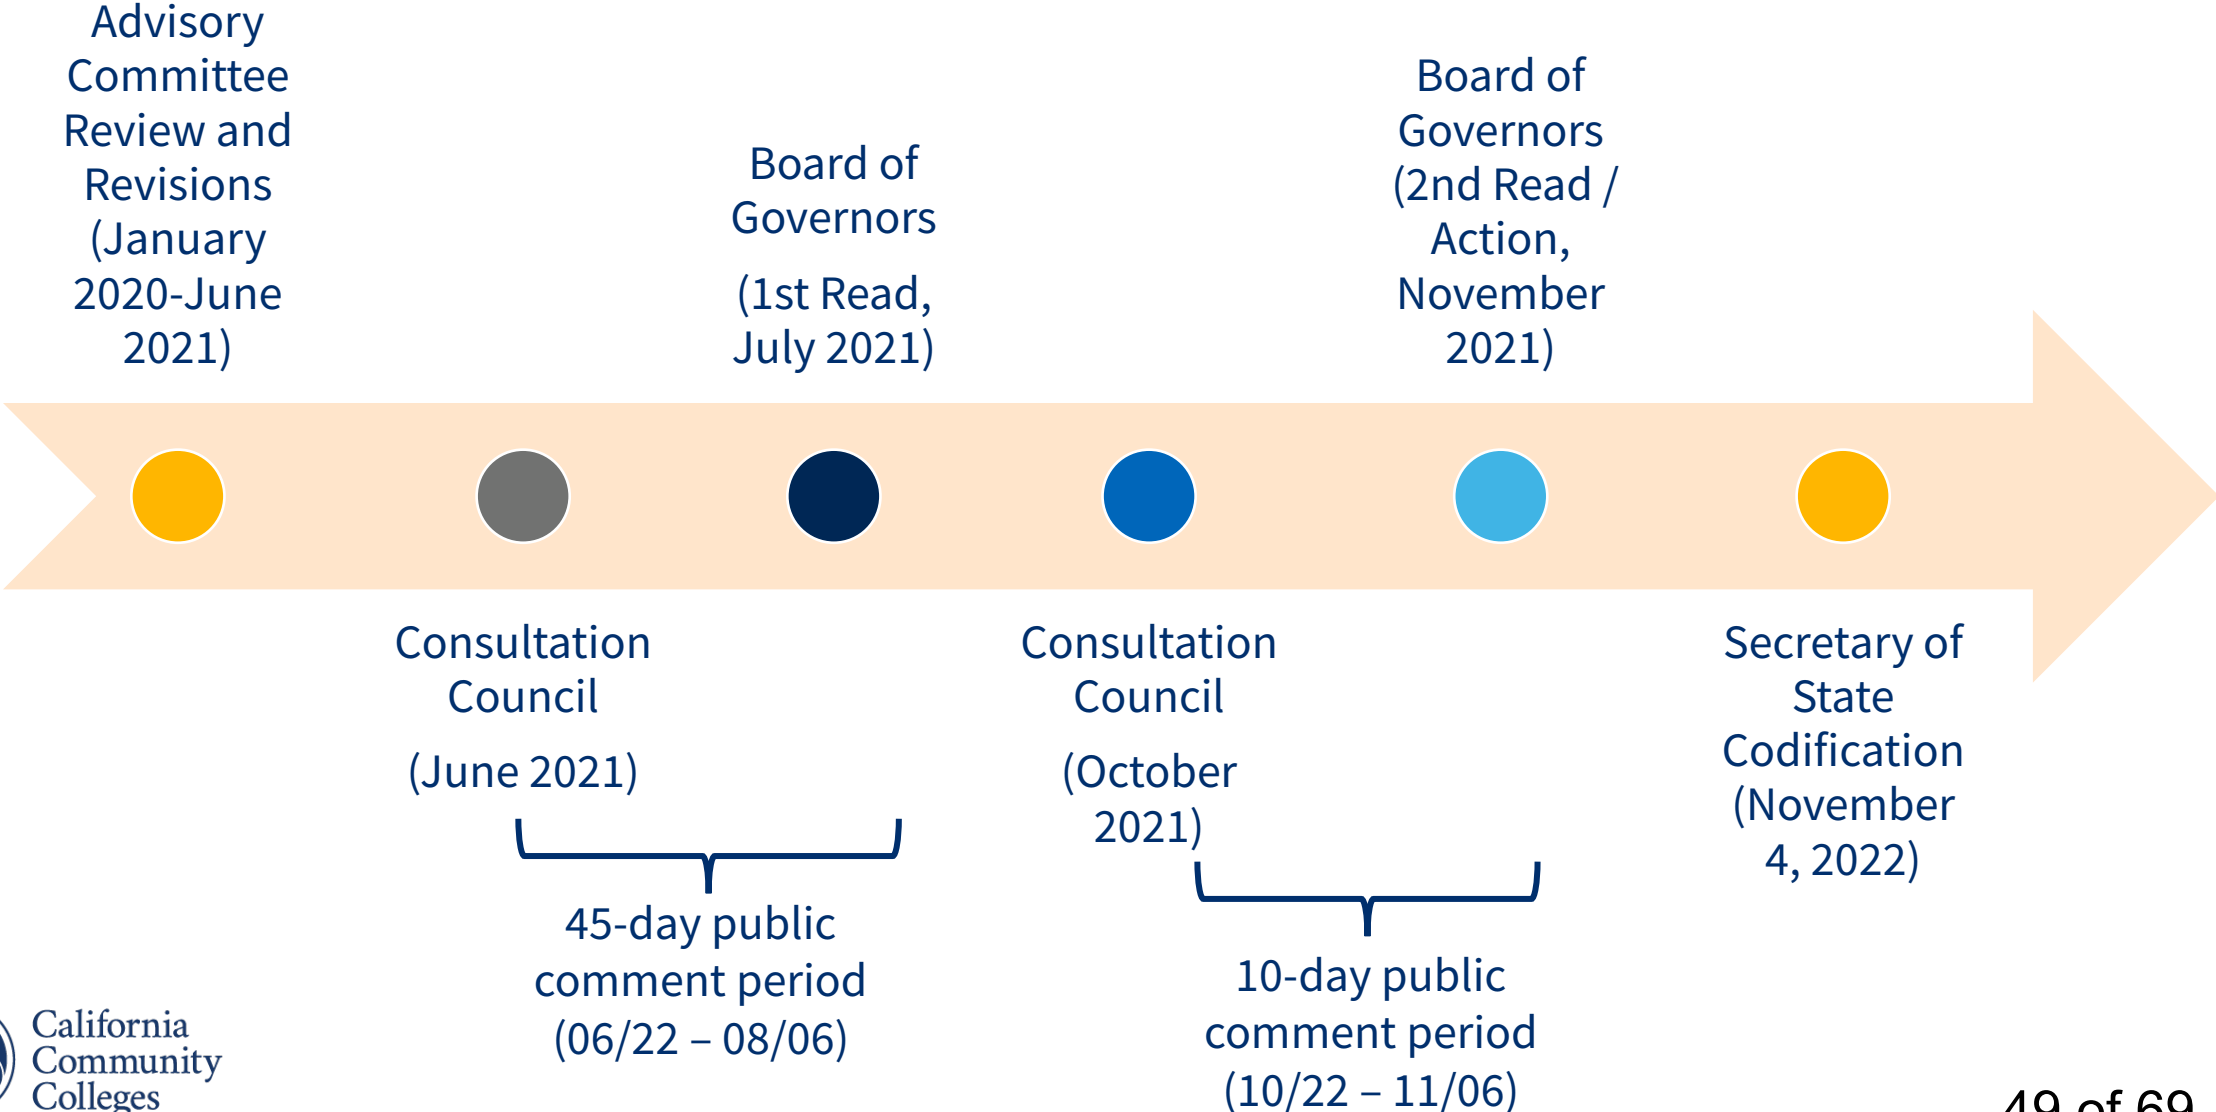 Advisory
Committee
Review and
Revisions
(January
2020-June
2021)
Consultation
Council
(June 2021)
Board of
Governors
(1st Read,
July 2021)
Consultation
Council
(October
2021)
Board of
Governors
(2nd Read /
Action,
November
2021)
Secretary of
State
Codification
(November
4, 2022)
45-day public
comment period
(06/22 – 08/06)
10-day public
comment period
(10/22 – 11/06)
California
Community
Colleges
49 of 69